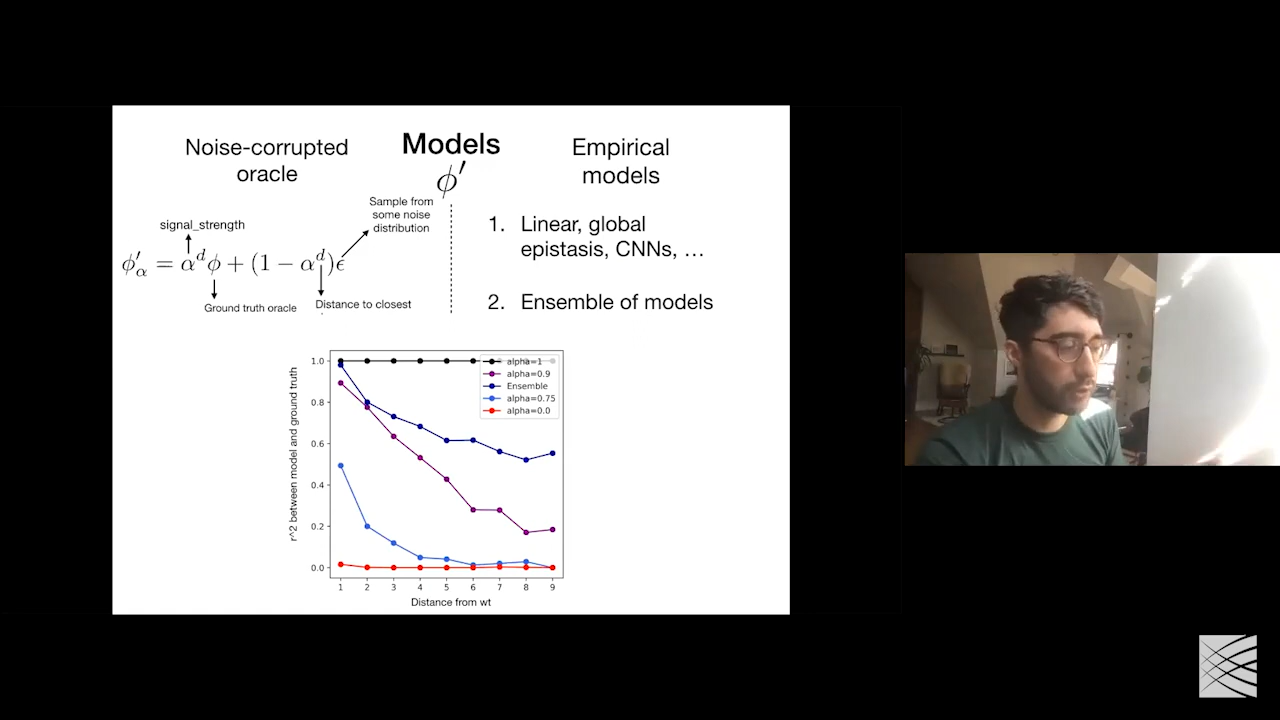 Models
ϕ′
Noise-corrupted
oracle
signal_strength
Sample from
some noise
distribution
ϕ′α = α^d ϕ + (1 − α^d)ϵ
Ground truth oracle
Distance to closest
Empirical
models
1. Linear, global
epistasis, CNNs, …
2. Ensemble of models
r^2 between model and ground truth
1.0
0.8
0.6
0.4
0.2
0.0
alpha=1
alpha=0.9
Ensemble
alpha=0.75
alpha=0.0
1 2 3 4 5 6 7 8 9
Distance from wt